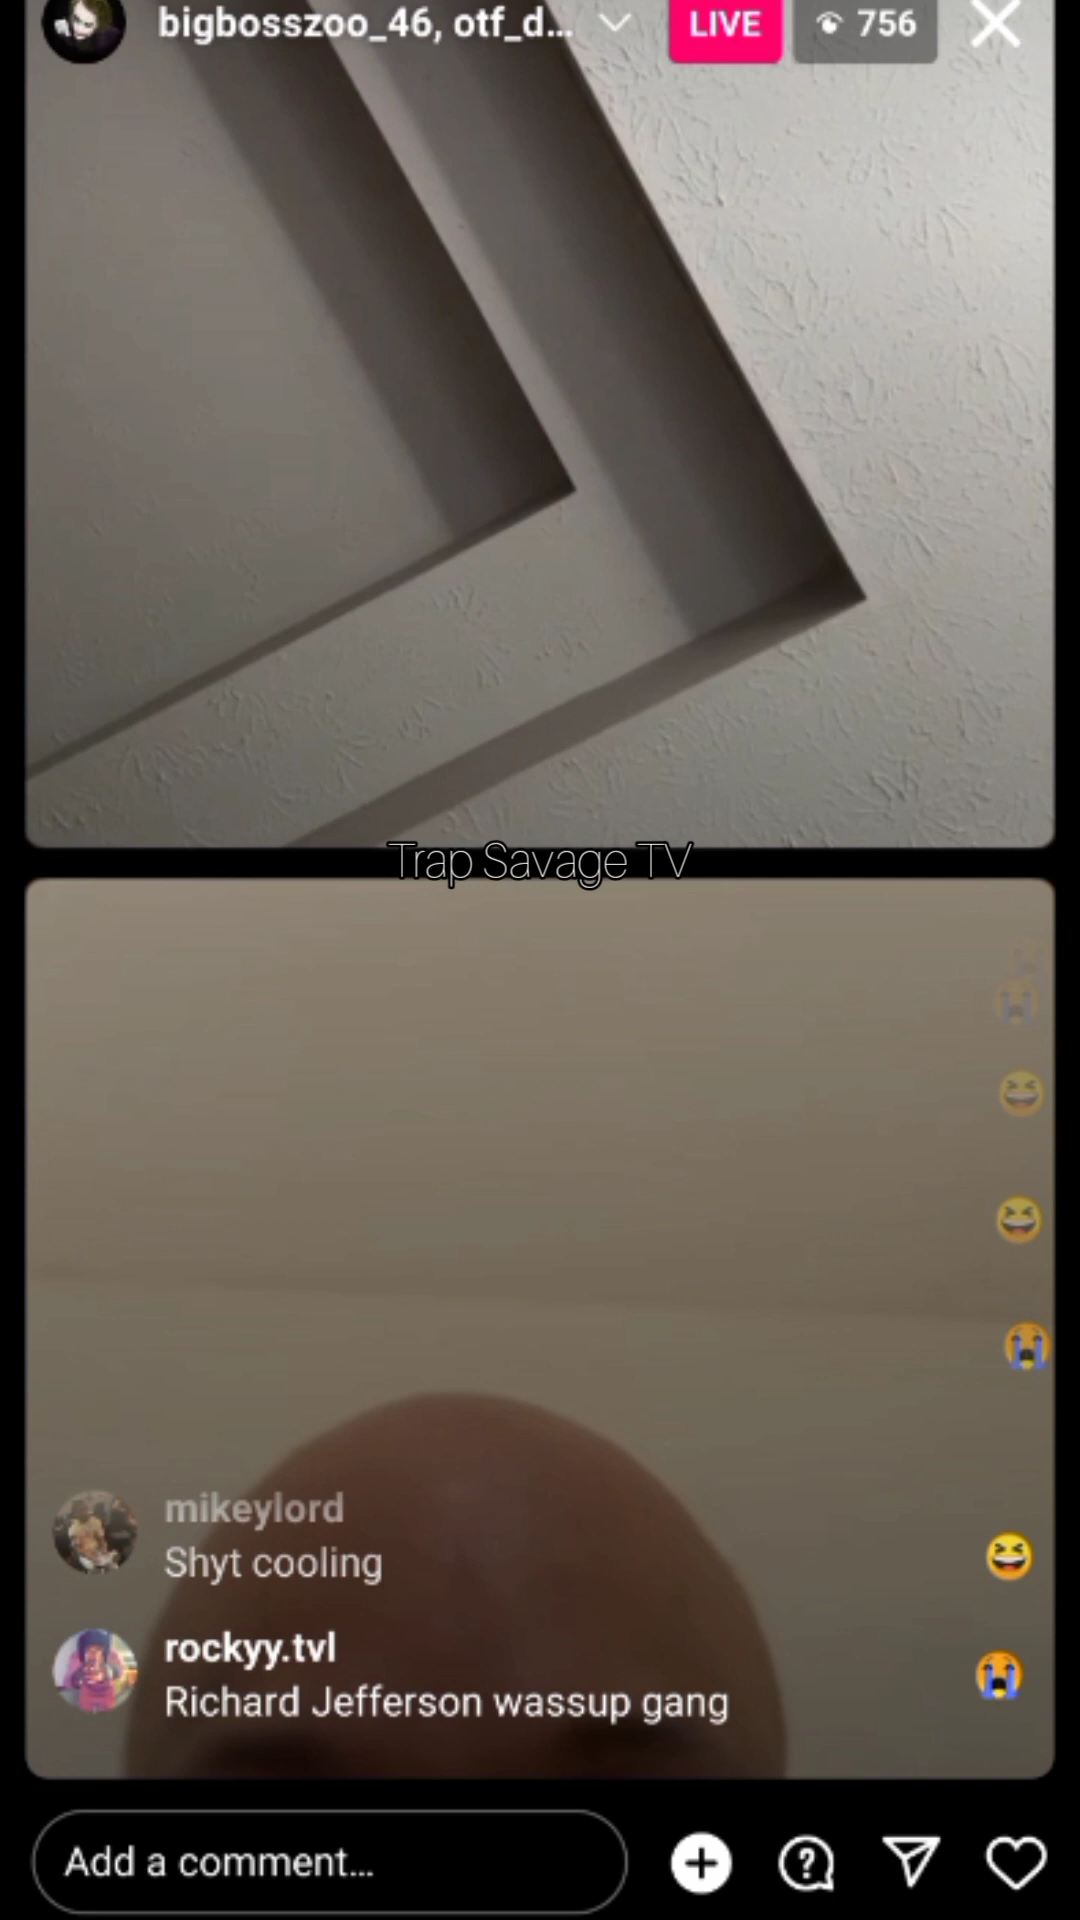 bigbosszoo_46, otf_d...
LIVE
756
Trap Savage TV
mikeylord
Shyt cooling
rockyy.tvl
Richard Jefferson wassup gang
Add a comment...